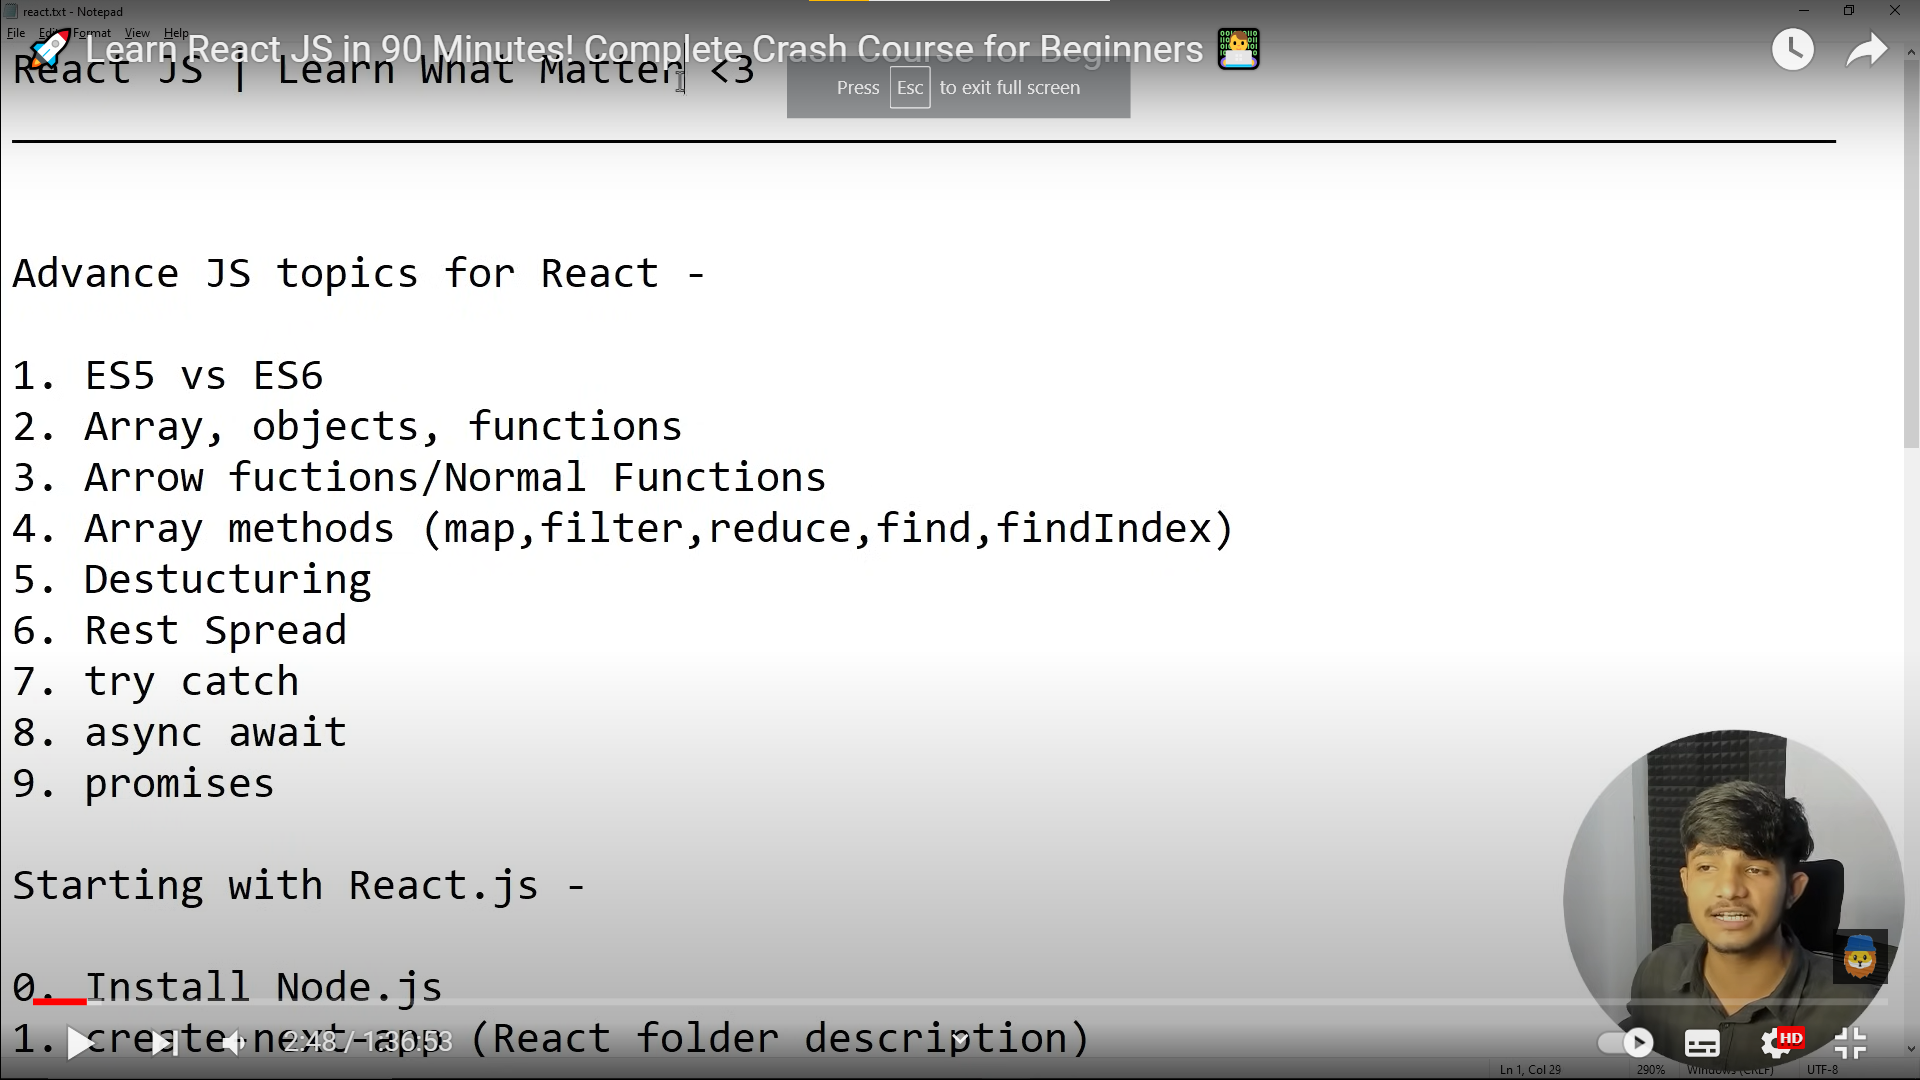 react.txt - Notepad
File Edit Format View Help
🚀 Learn React JS in 90 Minutes! Complete Crash Course for Beginners 👨‍💻
React JS | Learn What Matter <3
Press Esc to exit full screen
Advance JS topics for React -
1. ES5 vs ES6
2. Array, objects, functions
3. Arrow fuctions/Normal Functions
4. Array methods (map,filter,reduce,find,findIndex)
5. Destucturing
6. Rest Spread
7. try catch
8. async await
9. promises
Starting with React.js -
0. Install Node.js
1. create-next-app (React folder description)
2:48 / 1:36:53
HD
Ln 1, Col 29 290% Windows (CRLF) UTF-8